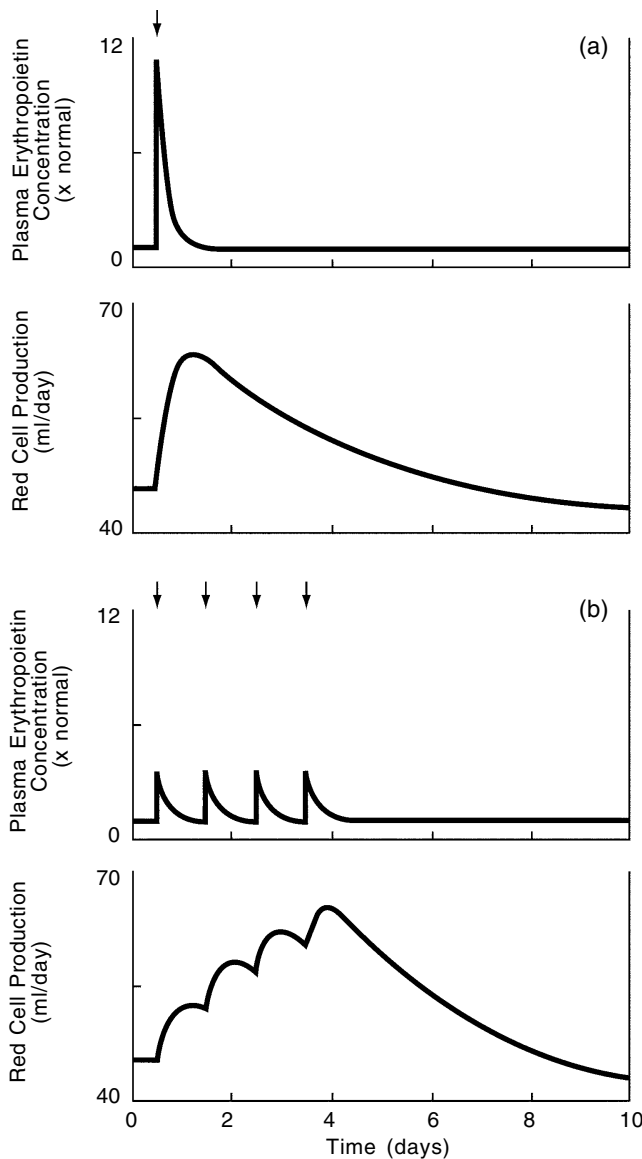 (a)
12
0
Plasma Erythropoietin
Concentration
(x normal)
70
40
Red Cell Production
(ml/day)
(b)
12
0
Plasma Erythropoietin
Concentration
(x normal)
70
40
Red Cell Production
(ml/day)
0 2 4 6 8 10
Time (days)